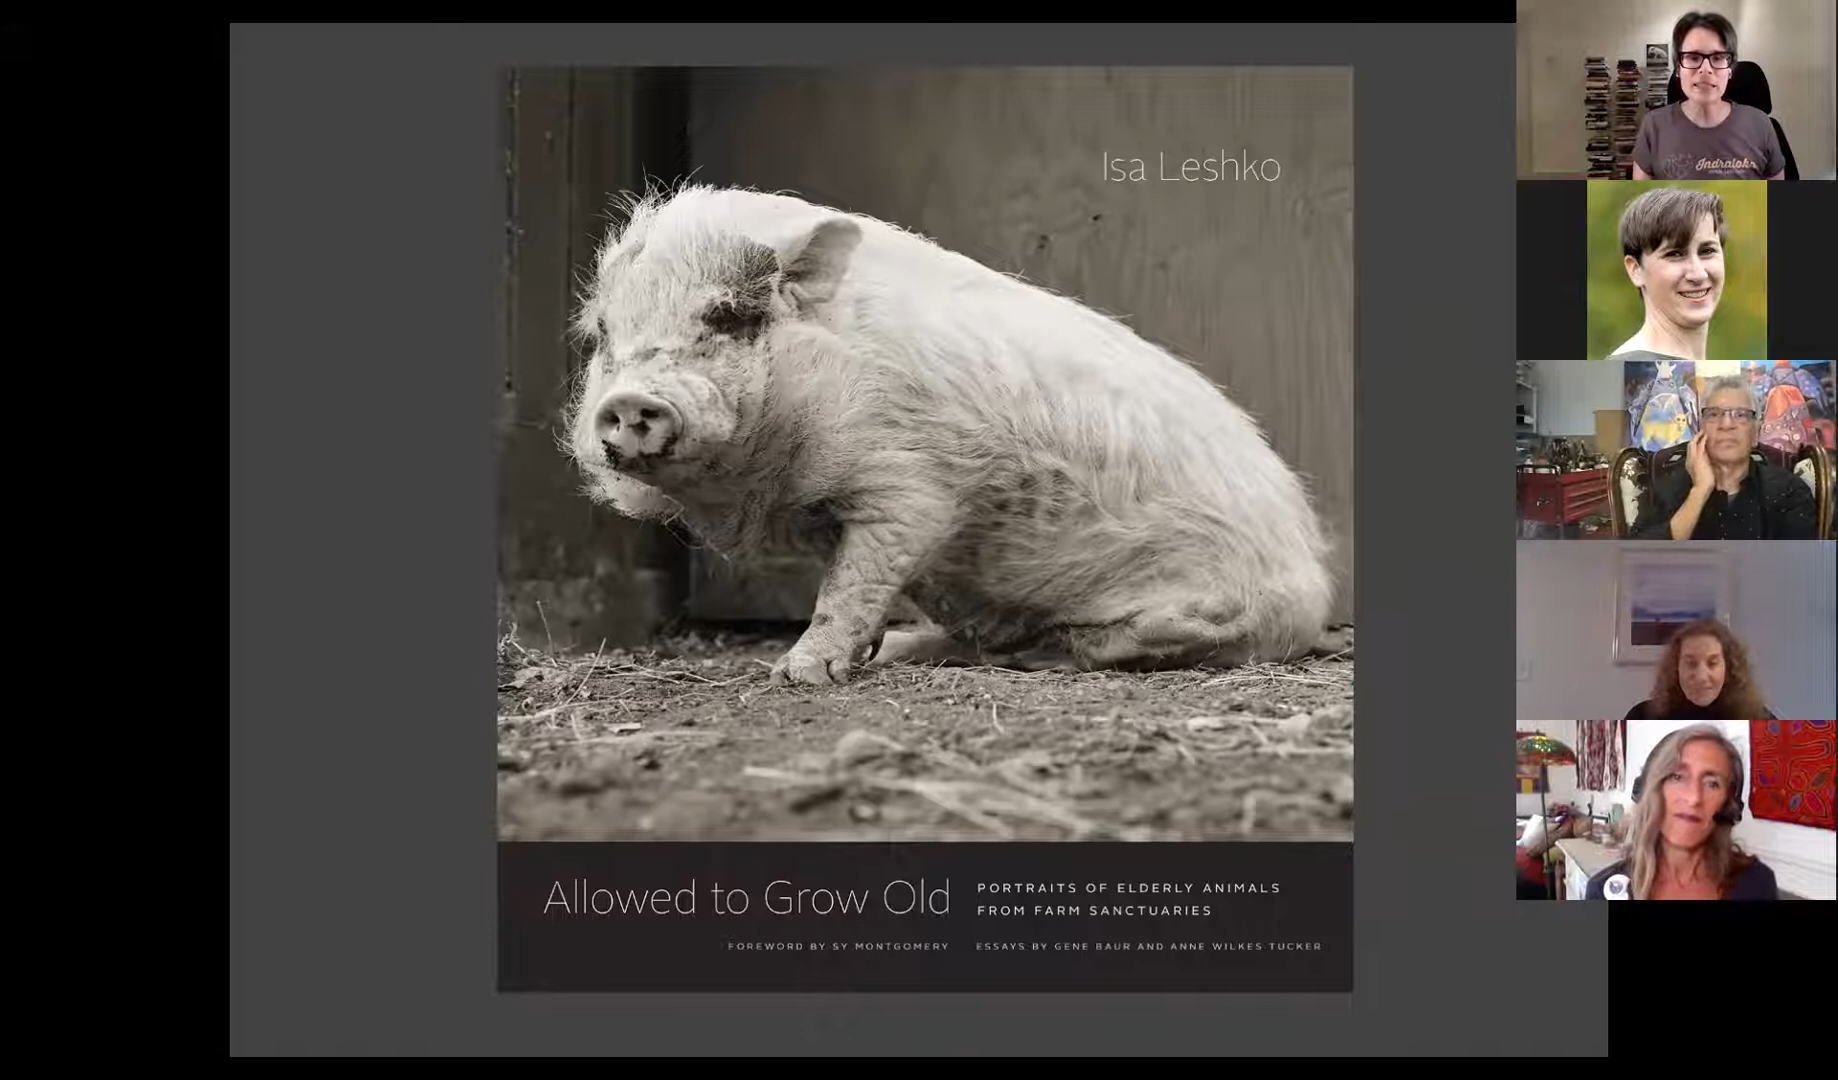 Isa Leshko
Allowed to Grow Old
PORTRAITS OF ELDERLY ANIMALS
FROM FARM SANCTUARIES
FOREWORD BY SY MONTGOMERY
ESSAYS BY GENE BAUR AND ANNE WILKES TUCKER
Indraloka